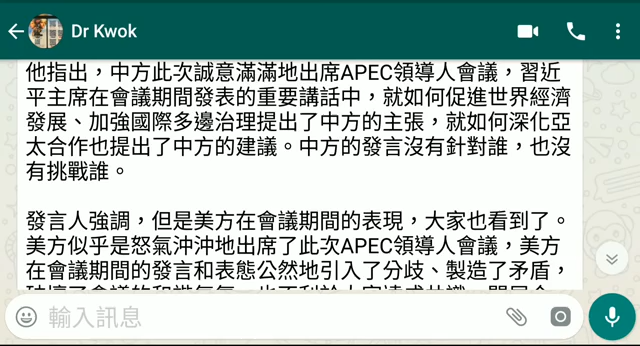 Dr Kwok
他指出，中方此次誠意滿滿地出席APEC領導人會議，習近
平主席在會議期間發表的重要講話中，就如何促進世界經濟
發展、加強國際多邊治理提出了中方的主張，就如何深化亞
太合作也提出了中方的建議。中方的發言沒有針對誰，也沒
有挑戰誰。
發言人強調，但是美方在會議期間的表現，大家也看到了。
美方似乎是怒氣沖沖地出席了此次APEC領導人會議，美方
在會議期間的發言和表態公然地引入了分歧、製造了矛盾，
輸入訊息